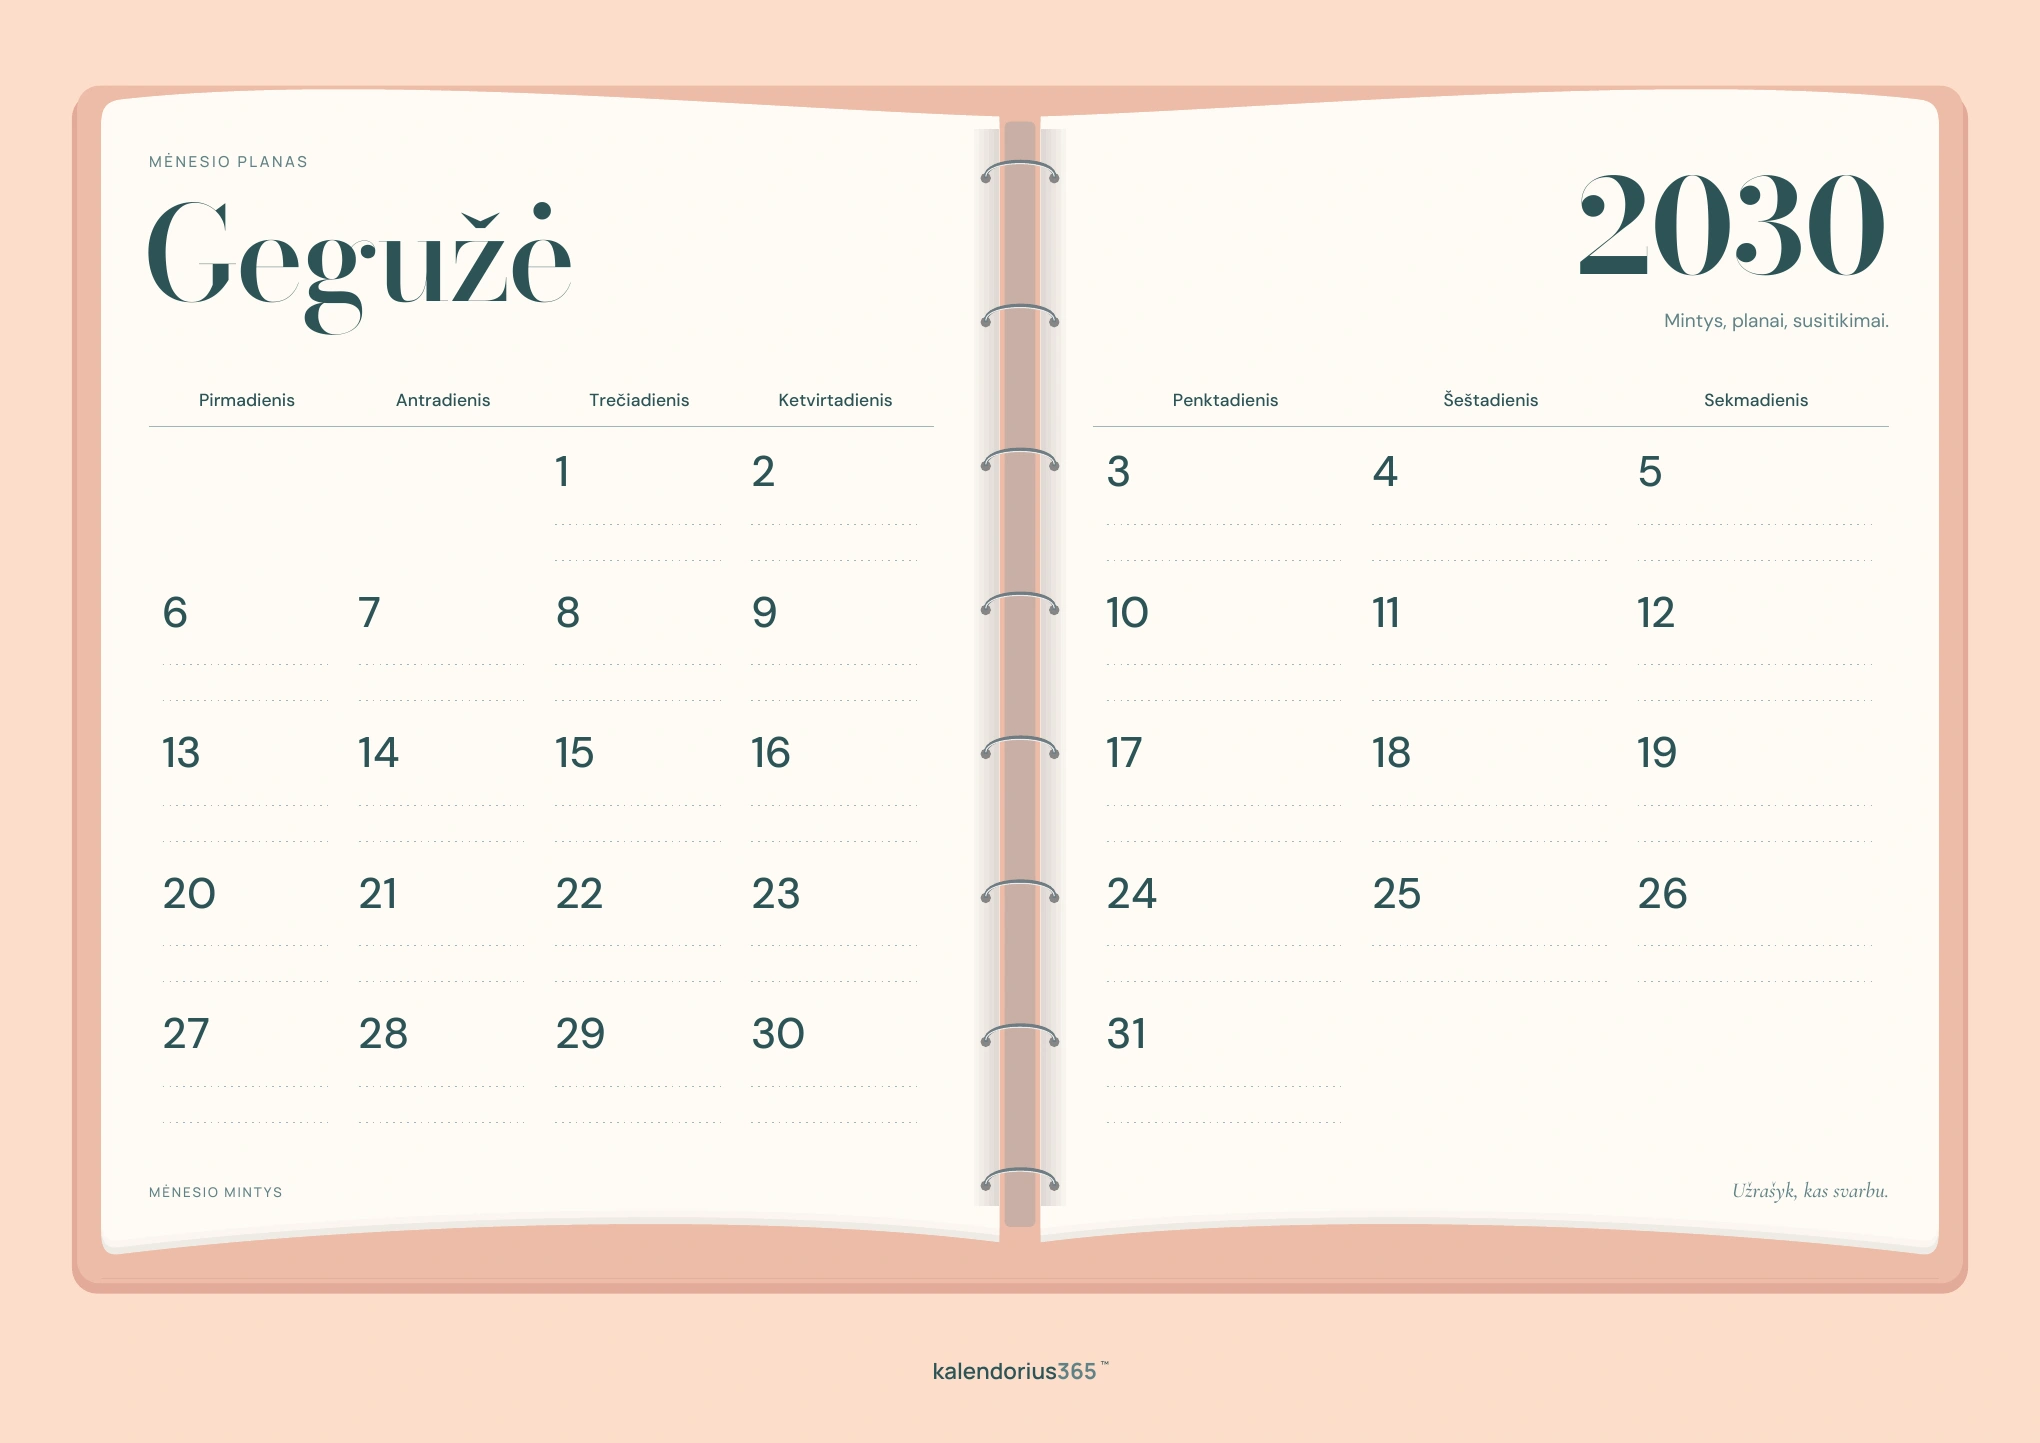 MĖNESIO PLANAS
Gegužė
2030
Mintys, planai, susitikimai.
Pirmadienis Antradienis Trečiadienis Ketvirtadienis Penktadienis Šeštadienis Sekmadienis
1 2 3 4 5
6 7 8 9 10 11 12
13 14 15 16 17 18 19
20 21 22 23 24 25 26
27 28 29 30 31
MĖNESIO MINTYS
Užrašyk, kas svarbu.
kalendorius365™